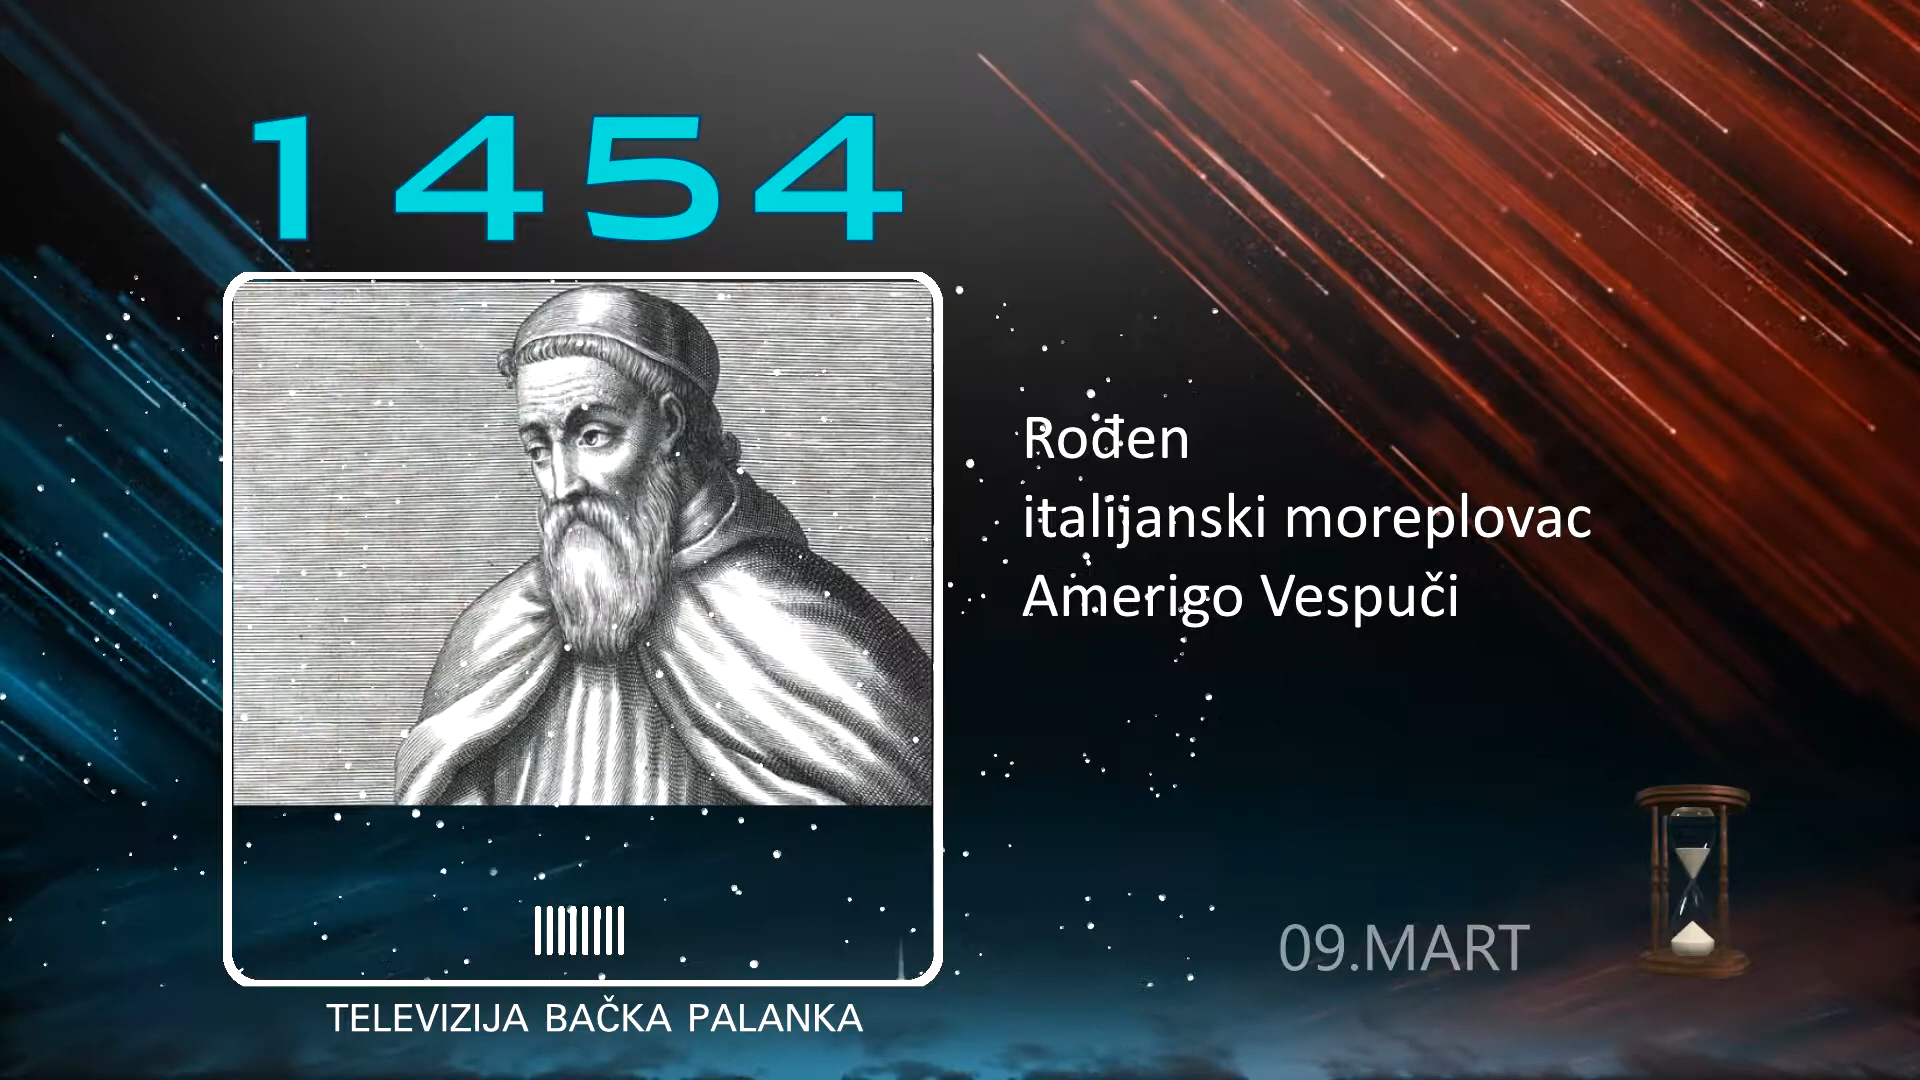 1454
Rođen
italijanski moreplovac
Amerigo Vespuči
09.MART
TELEVIZIJA BAČKA PALANKA